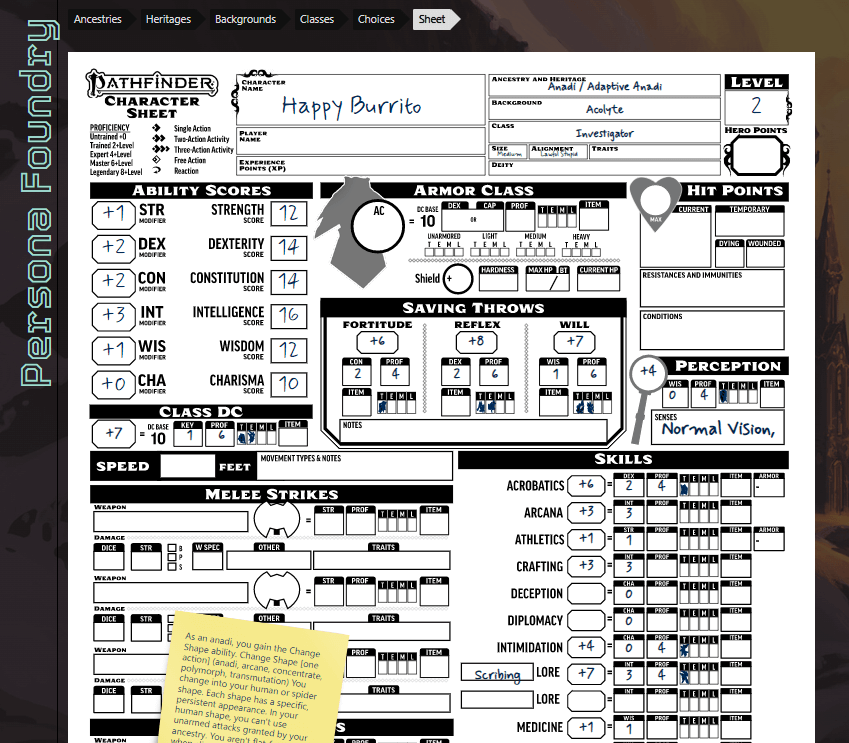 Ancestries Heritages Backgrounds Classes Choices Sheet
Persona Foundry
PATHFINDER
CHARACTER SHEET
PROFICIENCY
Untrained +0
Trained 2+Level
Expert 4+Level
Master 6+Level
Legendary 8+Level
Single Action
Two-Action Activity
Three-Action Activity
Free Action
Reaction
CHARACTER NAME
Happy Burrito
PLAYER NAME
EXPERIENCE POINTS (XP)
ANCESTRY AND HERITAGE
Anadi / Adaptive Anadi
BACKGROUND
Acolyte
CLASS
Investigator
SIZE ALIGNMENT TRAITS
Medium Lawful Stupid
DEITY
LEVEL
2
HERO POINTS
ABILITY SCORES
+1 STR MODIFIER STRENGTH SCORE 12
+2 DEX MODIFIER DEXTERITY SCORE 14
+2 CON MODIFIER CONSTITUTION SCORE 14
+3 INT MODIFIER INTELLIGENCE SCORE 16
+1 WIS MODIFIER WISDOM SCORE 12
+0 CHA MODIFIER CHARISMA SCORE 10
CLASS DC
+7 = DC BASE 10 KEY 1 PROF 6 T E M L ITEM
ARMOR CLASS
AC = DC BASE 10 DEX OR CAP PROF T E M L ITEM
UNARMORED LIGHT MEDIUM HEAVY
T E M L T E M L T E M L T E M L
Shield + HARDNESS MAX HP / BT CURRENT HP
SAVING THROWS
FORTITUDE REFLEX WILL
+6 +8 +7
CON PROF DEX PROF WIS PROF
2 4 2 6 1 6
ITEM T E M L ITEM T E M L ITEM T E M L
NOTES
HIT POINTS
MAX CURRENT TEMPORARY
DYING WOUNDED
RESISTANCES AND IMMUNITIES
CONDITIONS
PERCEPTION
+4 = WIS 0 PROF 4 T E M L ITEM
SENSES
Normal Vision,
SPEED FEET MOVEMENT TYPES & NOTES
MELEE STRIKES
WEAPON = STR PROF T E M L ITEM
DAMAGE
DICE STR B P S W SPEC OTHER TRAITS
WEAPON = STR PROF T E M L ITEM
DAMAGE
DICE STR OTHER TRAITS
WEAPON PROF T E M L ITEM
DAMAGE
DICE STR TRAITS
S
WEAPON PROF T E M L ITEM
As an anadi, you gain the Change
Shape ability. Change Shape [one
action] (anadi, arcane, concentrate,
polymorph, transmutation) You
change into your human or spider
shape. Each shape has a specific,
persistent appearance. In your
human shape, you can't use
unarmed attacks granted by your
ancestry. You aren't
SKILLS
ACROBATICS +6 = DEX 2 PROF 4 T E M L ITEM ARMOR -
ARCANA +3 = INT 3 PROF T E M L ITEM
ATHLETICS +1 = STR 1 PROF T E M L ITEM ARMOR -
CRAFTING +3 = INT 3 PROF T E M L ITEM
DECEPTION = CHA 0 PROF T E M L ITEM
DIPLOMACY = CHA 0 PROF T E M L ITEM
INTIMIDATION +4 = CHA 0 PROF 4 T E M L ITEM
Scribing LORE +7 = INT 3 PROF 4 T E M L ITEM
LORE = INT PROF T E M L ITEM
MEDICINE +1 = WIS 1 PROF T E M L ITEM